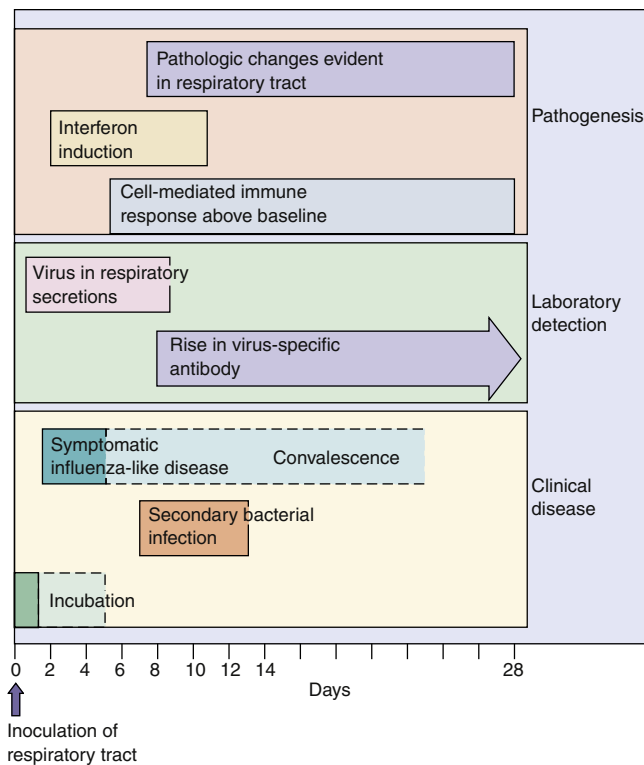 Pathologic changes evident
in respiratory tract
Pathogenesis
Interferon
induction
Cell-mediated immune
response above baseline
Virus in respiratory
secretions
Laboratory
detection
Rise in virus-specific
antibody
Symptomatic
influenza-like disease
Convalescence
Clinical
disease
Secondary bacterial
infection
Incubation
0 2 4 6 8 10 12 14 28
Days
Inoculation of
respiratory tract